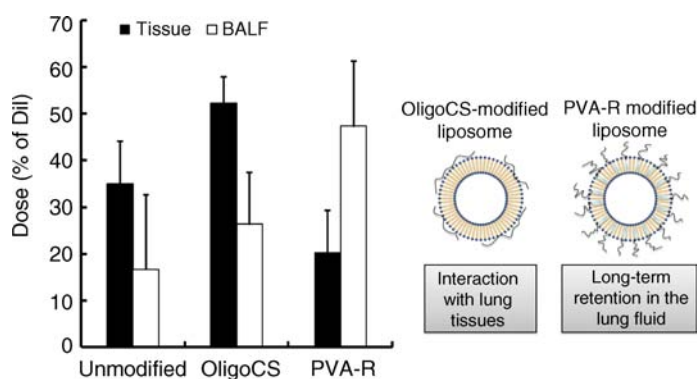 Dose (% of DiI)
70
60
50
40
30
20
10
0
Tissue BALF
Unmodified OligoCS PVA-R
OligoCS-modified
liposome
Interaction
with lung
tissues
PVA-R modified
liposome
Long-term
retention in the
lung fluid